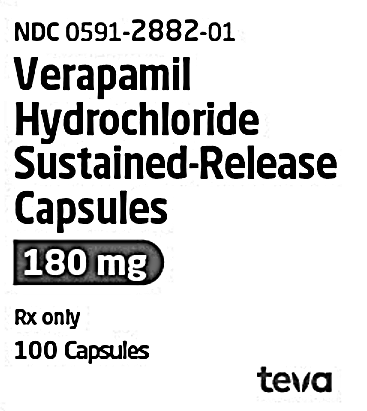 NDC 0591-2882-01
Verapamil
Hydrochloride
Sustained-Release
Capsules
180 mg
Rx only
100 Capsules
teva